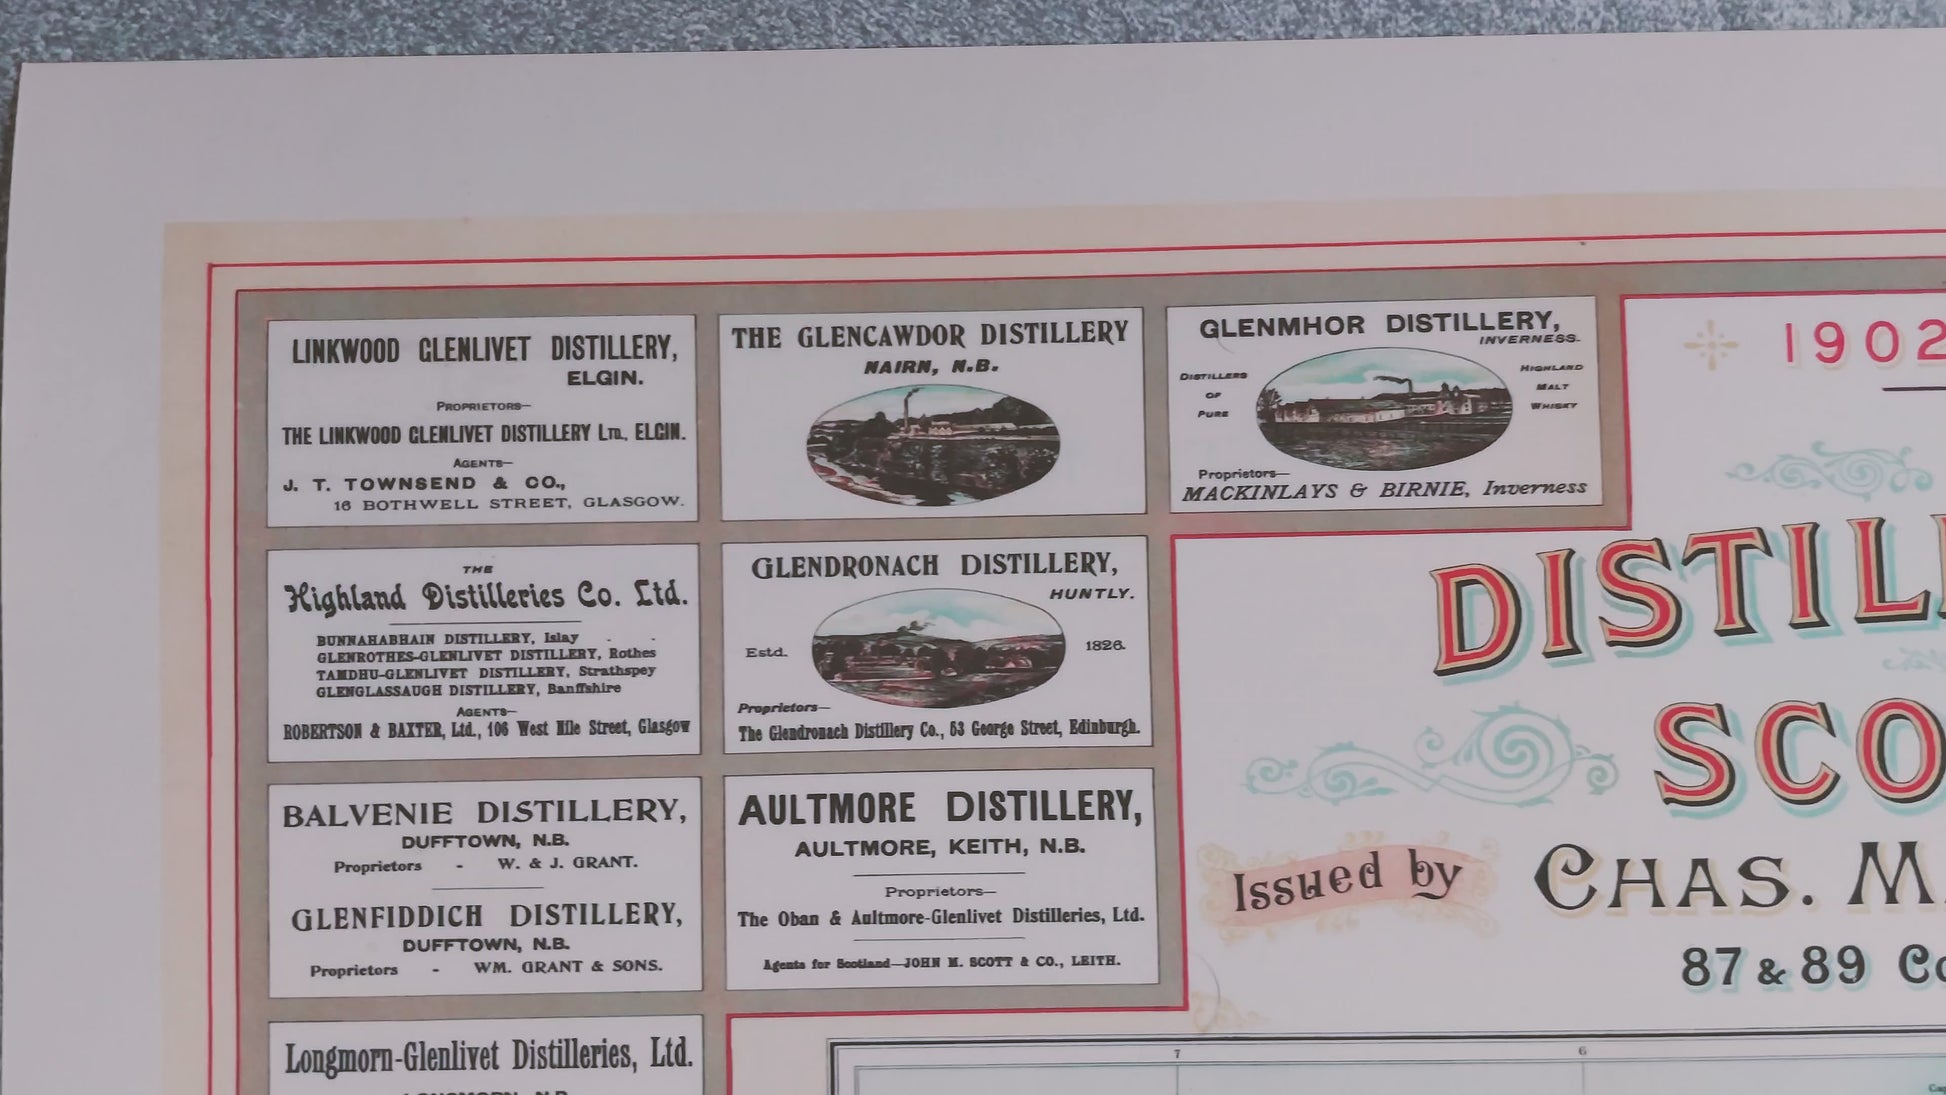 LINKWOOD GLENLIVET DISTILLERY,
ELGIN.
PROPRIETORS—
THE LINKWOOD GLENLIVET DISTILLERY LTD., ELGIN.
AGENTS—
J. T. TOWNSEND & CO.,
16 BOTHWELL STREET, GLASGOW.
THE GLENCAWDOR DISTILLERY
NAIRN, N.B.
GLENMHOR DISTILLERY,
INVERNESS.
DISTILLERS
OF
PURE
HIGHLAND
MALT
WHISKY
Proprietors—
MACKINLAYS & BIRNIE, Inverness
1902
THE
Highland Distilleries Co. Ltd.
BUNNAHABHAIN DISTILLERY, Islay
GLENROTHES-GLENLIVET DISTILLERY, Rothes
TAMDHU-GLENLIVET DISTILLERY, Strathspey
GLENGLASSAUGH DISTILLERY, Banffshire
AGENTS—
ROBERTSON & BAXTER, Ltd., 106 West Nile Street, Glasgow
GLENDRONACH DISTILLERY,
HUNTLY.
Estd. 1826.
Proprietors—
The Glendronach Distillery Co., 53 George Street, Edinburgh.
DISTIL
SCO
BALVENIE DISTILLERY,
DUFFTOWN, N.B.
Proprietors - W. & J. GRANT.
GLENFIDDICH DISTILLERY,
DUFFTOWN, N.B.
Proprietors - WM. GRANT & SONS.
AULTMORE DISTILLERY,
AULTMORE, KEITH, N.B.
Proprietors—
The Oban & Aultmore-Glenlivet Distilleries, Ltd.
Agents for Scotland—JOHN M. SCOTT & CO., LEITH.
Issued by CHAS. M
87 & 89 Co
Longmorn-Glenlivet Distilleries, Ltd.
7 6